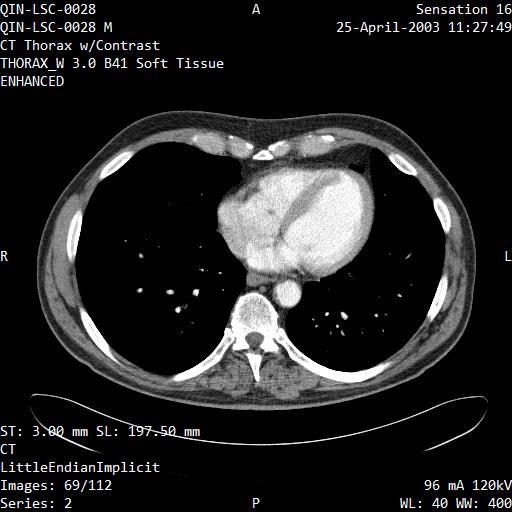 QIN-LSC-0028
A
Sensation 16
QIN-LSC-0028 M
25-April-2003 11:27:49
CT Thorax w/Contrast
THORAX_W 3.0 B41 Soft Tissue
ENHANCED
R
L
ST: 3.00 mm SL: 197.50 mm
CT
LittleEndianImplicit
Images: 69/112
96 mA 120kV
Series: 2
P
WL: 40 WW: 400